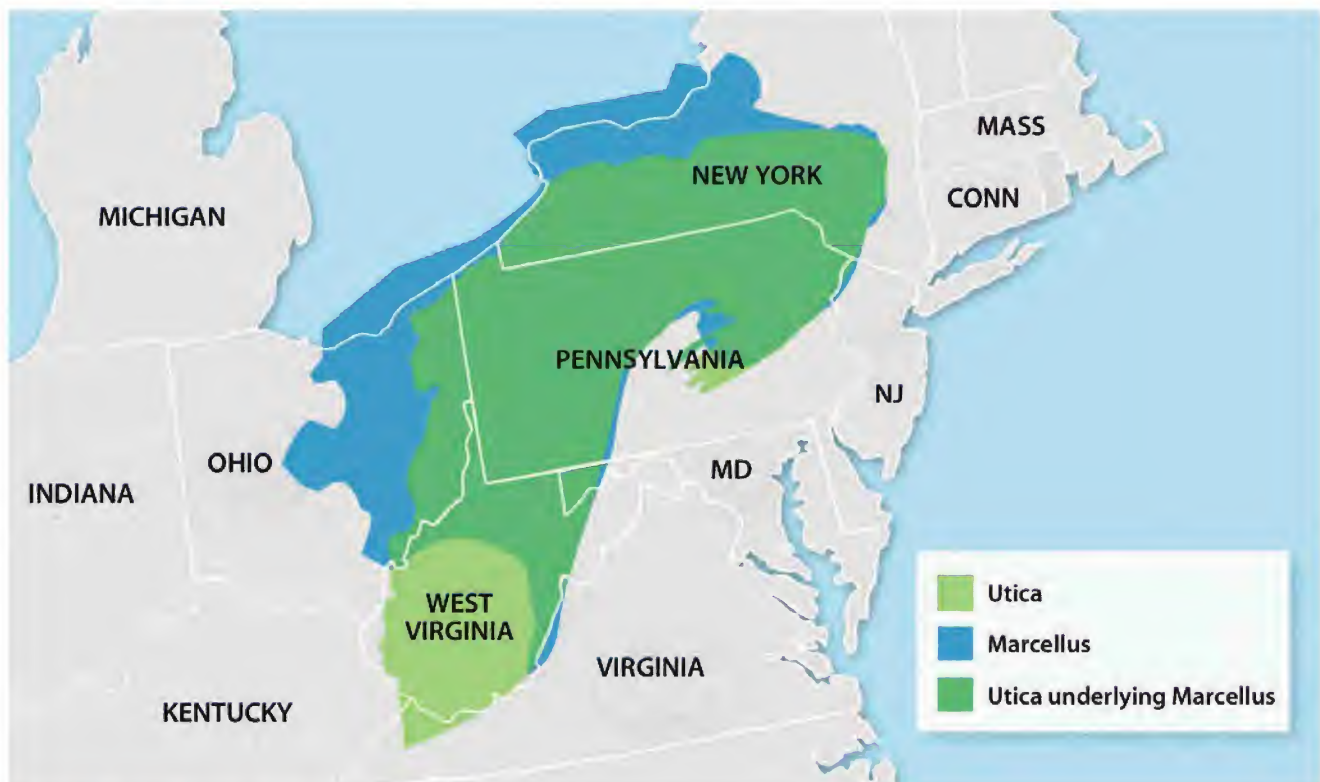 MASS
NEW YORK
CONN
MICHIGAN
PENNSYLVANIA
NJ
OHIO
MD
INDIANA
WEST
VIRGINIA
VIRGINIA
KENTUCKY
Utica
Marcellus
Utica underlying Marcellus